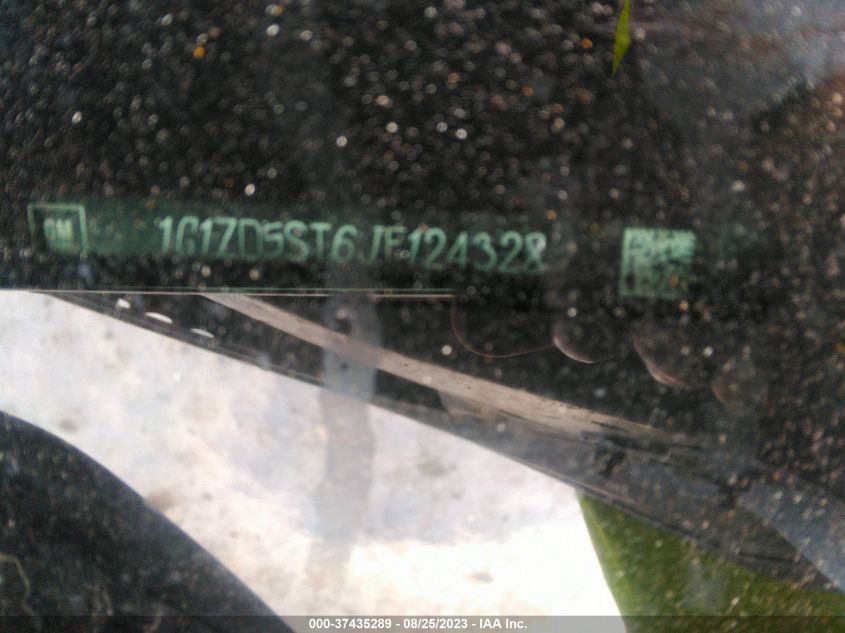 GM 1G1ZD5ST6JF124328
000-37435289 - 08/25/2023 - IAA Inc.